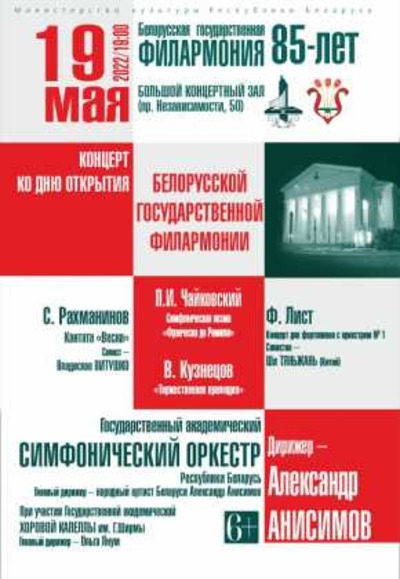 Министерство культуры Республики Беларусь
19
мая
2022/19:00
Белорусская государственная
ФИЛАРМОНИЯ 85-лет
БОЛЬШОЙ КОНЦЕРТНЫЙ ЗАЛ
(пр. Независимости, 50)
КОНЦЕРТ
КО ДНЮ ОТКРЫТИЯ
БЕЛОРУССКОЙ
ГОСУДАРСТВЕННОЙ
ФИЛАРМОНИИ
С. Рахманинов
Кантата «Весна»
Солист –
Владислав ВИТУШКО
П.И. Чайковский
Симфоническая поэма
«Франческа да Римини»
В. Кузнецов
«Торжественная прелюдия»
Ф. Лист
Концерт для фортепиано с оркестром № 1
Солистка –
Ши ТЯНЬЖАНЬ (Китай)
Государственный академический
СИМФОНИЧЕСКИЙ ОРКЕСТР
Республики Беларусь
Главный дирижер – народный артист Беларуси Александр Анисимов
При участии Государственной академической
ХОРОВОЙ КАПЕЛЛЫ им. Г.Ширмы
Главный дирижер – Ольга Янум
6+
Дирижер –
Александр
АНИСИМОВ